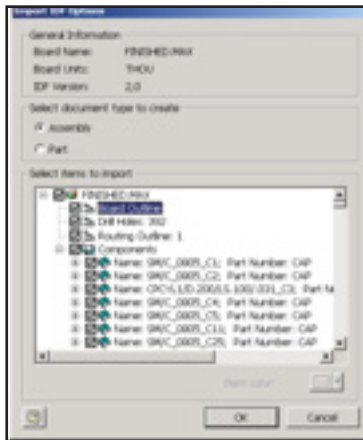 Import IDF Options
General Information
Board Name: FINISHED.MAX
Board Units: THOU
IDF Version: 2.0
Select document type to create
Assembly
Part
Select items to import
FINISHED.MAX
Board Outline
Drill Holes: 392
Routing Outline: 1
Components
Name: SM/C_0805_C1; Part Number: CAP
Name: SM/C_0805_C2; Part Number: CAP
Part N
Name: SM/C_0805_C4; Part Number: CAP
Name: SM/C_0805_C5; Part Number: CAP
Name: SM/C_0805_C11; Part Number: CAP
Name: SM/C_0805_C25; Part Number: CAP
OK Cancel